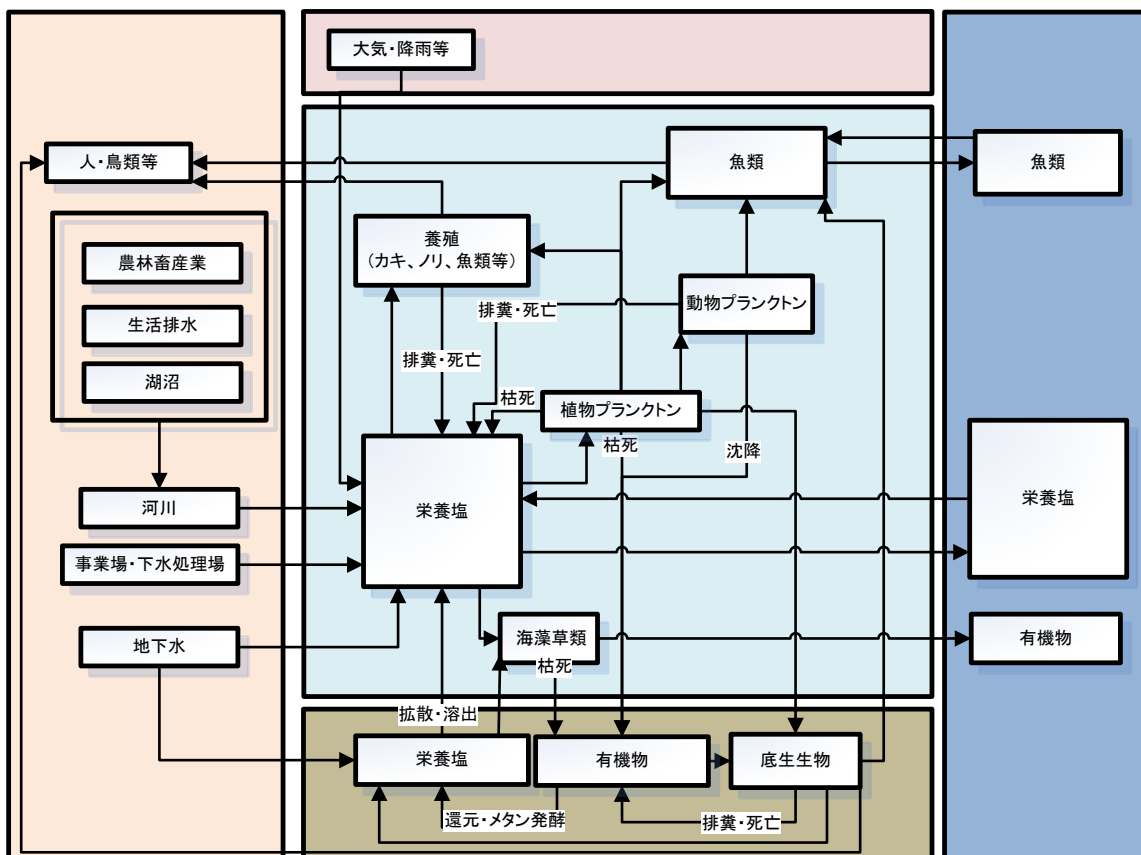 大気・降雨等
人・鳥類等
魚類
魚類
農林畜産業
生活排水
湖沼
養殖
(カキ、ノリ、魚類等)
動物プランクトン
排糞・死亡
排糞・死亡
枯死
植物プランクトン
枯死
沈降
河川
栄養塩
栄養塩
事業場・下水処理場
地下水
海藻草類
枯死
有機物
拡散・溶出
栄養塩
有機物
底生生物
還元・メタン発酵
排糞・死亡